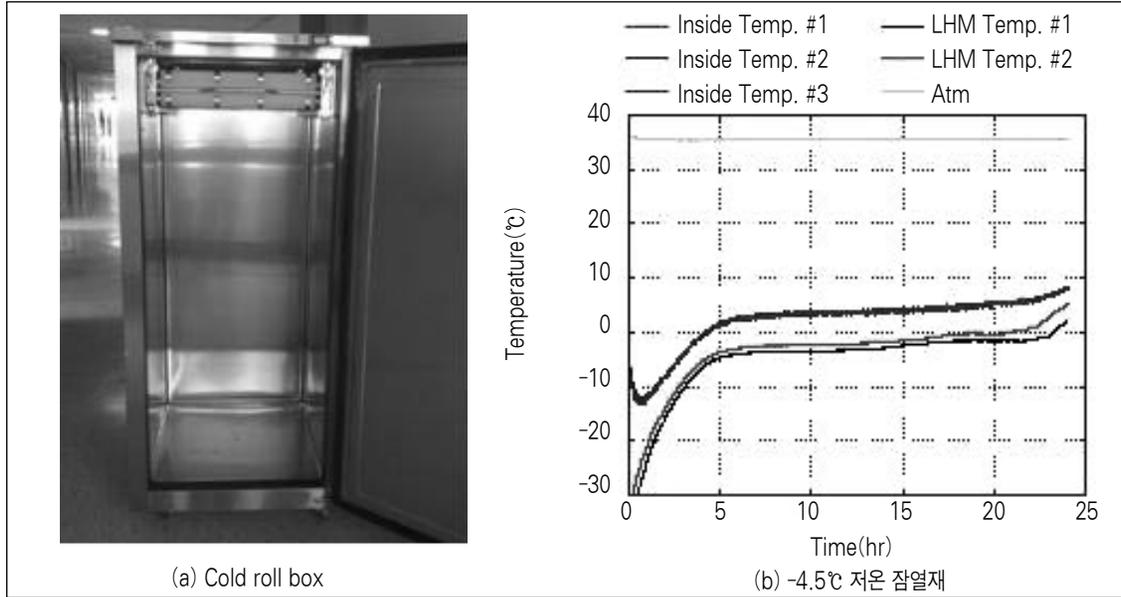 Inside Temp. #1
LHM Temp. #1
Inside Temp. #2
LHM Temp. #2
Inside Temp. #3
Atm
40
30
20
10
0
-10
-20
-30
Temperature(℃)
0 5 10 15 20 25
Time(hr)
(a) Cold roll box
(b) -4.5℃ 저온 잠열재